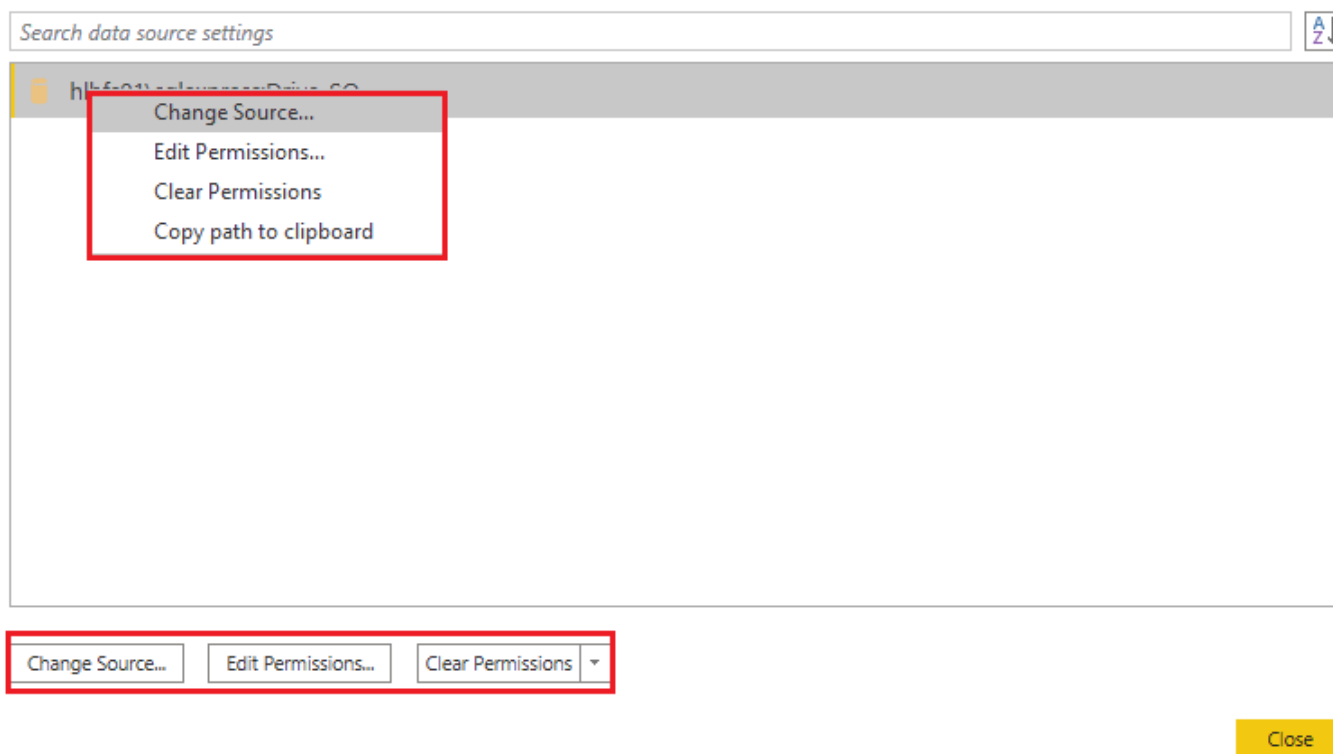 Search data source settings
A
Z
Change Source...
Edit Permissions...
Clear Permissions
Copy path to clipboard
Change Source... Edit Permissions... Clear Permissions
Close